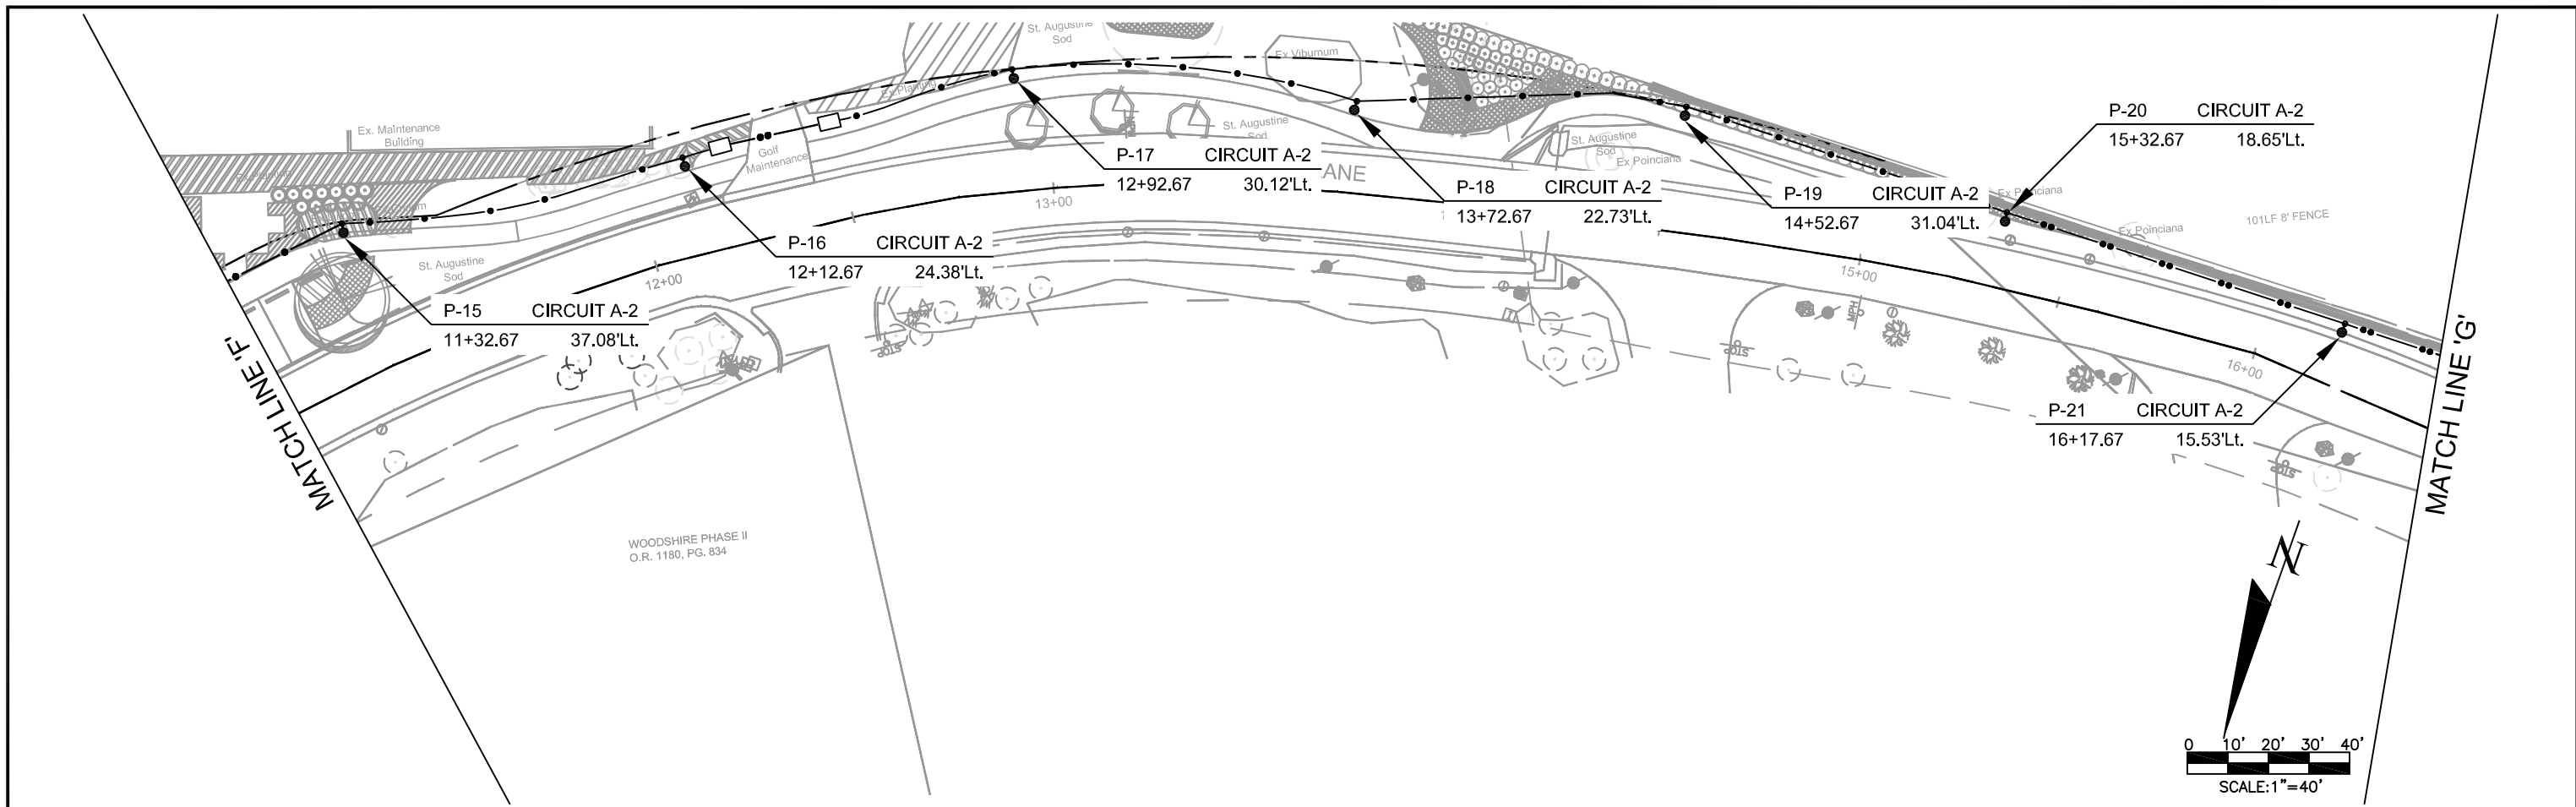 St. Augustine
Sod
Ex Viburnum
Ex.Planting
Ex. Maintenance
Building
Golf
Maintenance
St. Augustine
Sod
St. Augustine
Sod
Ex Poinciana
P-20 CIRCUIT A-2
15+32.67 18.65'Lt.
P-17 CIRCUIT A-2
12+92.67 30.12'Lt.
ANE
P-18 CIRCUIT A-2
13+72.67 22.73'Lt.
P-19 CIRCUIT A-2
14+52.67 31.04'Lt.
Ex Poinciana
Ex Poinciana
101LF 8' FENCE
13+00
P-16 CIRCUIT A-2
12+12.67 24.38'Lt.
St. Augustine
Sod
12+00
15+00
P-15 CIRCUIT A-2
11+32.67 37.08'Lt.
MPH
STOP
STOP
16+00
MATCH LINE 'F'
MATCH LINE 'G'
P-21 CIRCUIT A-2
16+17.67 15.53'Lt.
STOP
WOODSHIRE PHASE II
O.R. 1180, PG. 834
N
0 10' 20' 30' 40'
SCALE:1"=40'